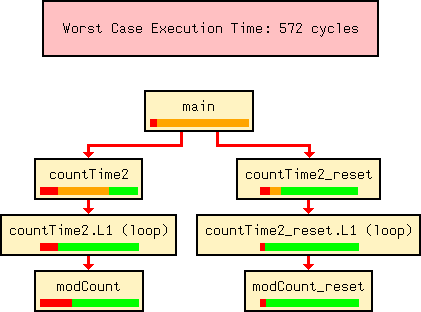 Worst Case Execution Time: 572 cycles
main
countTime2
countTime2_reset
countTime2.L1 (loop)
countTime2_reset.L1 (loop)
modCount
modCount_reset